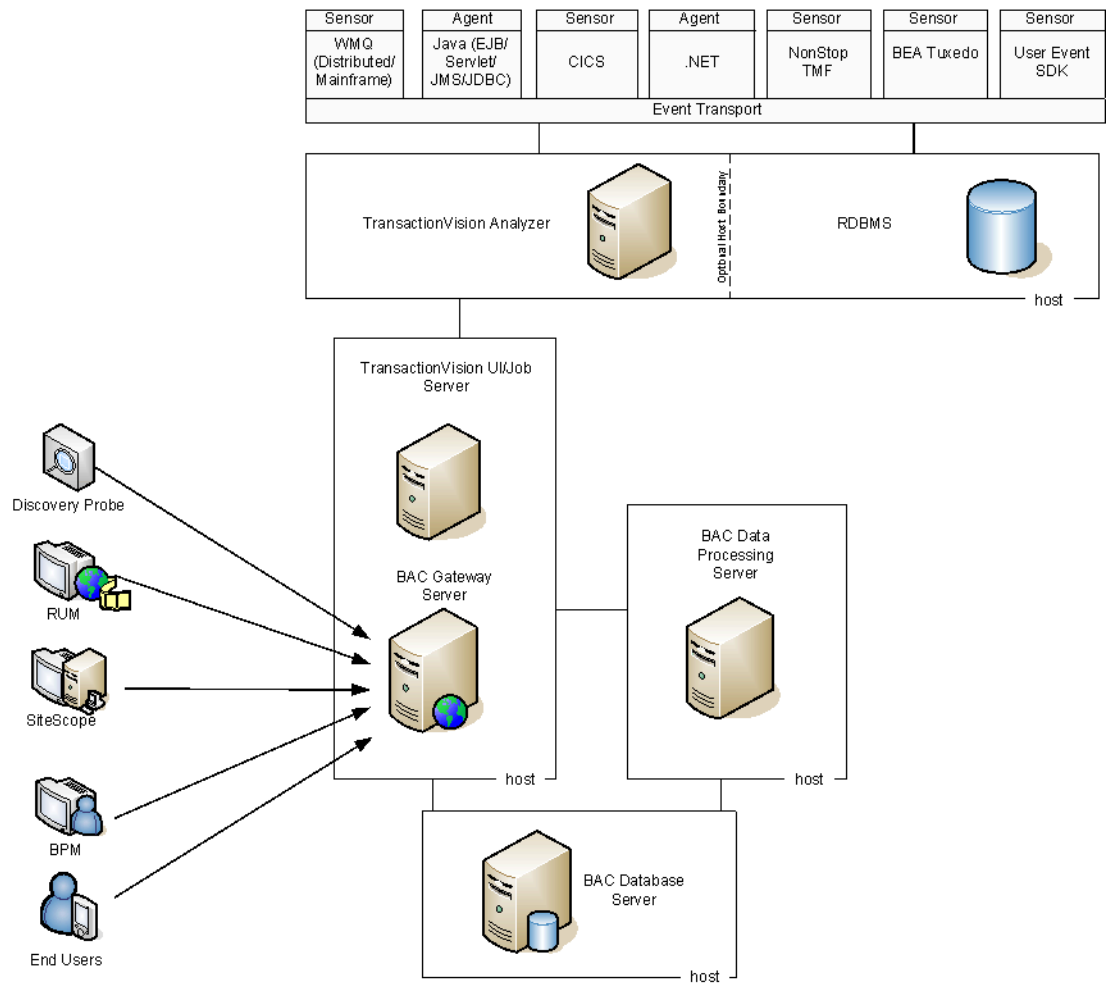 Sensor
WMQ
(Distributed/
Mainframe)
Agent
Java (EJB/
Servlet/
JMS/JDBC)
Sensor
CICS
Agent
.NET
Sensor
NonStop
TMF
Sensor
BEA Tuxedo
Sensor
User Event
SDK
Event Transport
TransactionVision Analyzer
Optional Host Boundary
RDBMS
host
TransactionVision UI/Job
Server
BAC Gateway
Server
host
Discovery Probe
RUM
SiteScope
BPM
End Users
BAC Data
Processing
Server
host
BAC Database
Server
host